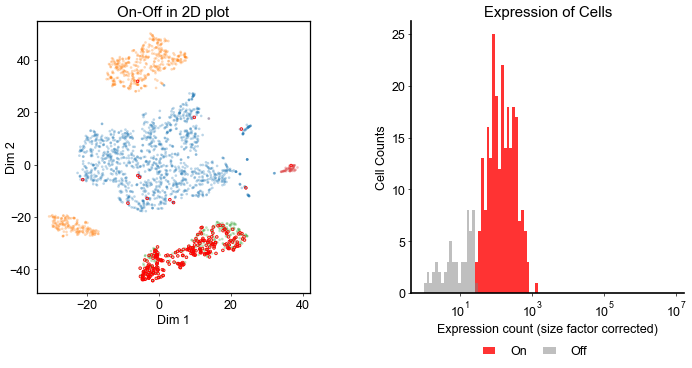 On-Off in 2D plot
Dim 2
40
20
0
−20
−40
−20
0
20
40
Dim 1
Expression of Cells
Cell Counts
25
20
15
10
5
0
10^1
10^3
10^5
10^7
Expression count (size factor corrected)
On
Off